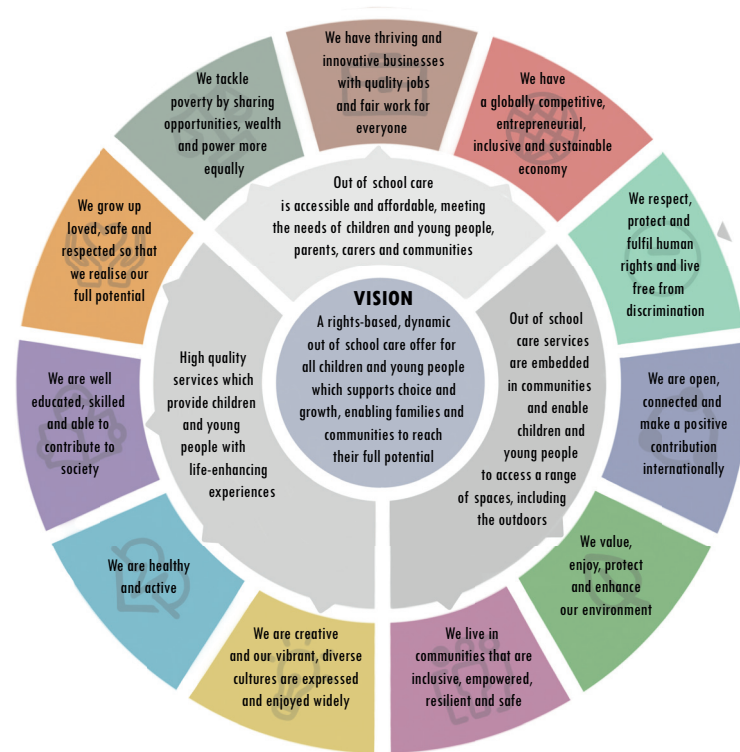 We have thriving and
innovative businesses
with quality jobs
and fair work for
everyone
We have
a globally competitive,
entrepreneurial,
inclusive and sustainable
economy
We respect,
protect and
fulfil human
rights and live
free from
discrimination
We are open,
connected and
make a positive
contribution
internationally
We value,
enjoy, protect
and enhance
our environment
We live in
communities that are
inclusive, empowered,
resilient and safe
We are creative
and our vibrant, diverse
cultures are expressed
and enjoyed widely
We are healthy
and active
We are well
educated, skilled
and able to
contribute to
society
We grow up
loved, safe and
respected so that
we realise our
full potential
We tackle
poverty by sharing
opportunities, wealth
and power more
equally
Out of school care
is accessible and affordable, meeting
the needs of children and young people,
parents, carers and communities
Out of school
care services
are embedded
in communities
and enable
children and
young people
to access a range
of spaces, including
the outdoors
High quality
services which
provide children
and young
people with
life-enhancing
experiences
VISION
A rights-based, dynamic
out of school care offer for
all children and young people
which supports choice and
growth, enabling families and
communities to reach
their full potential